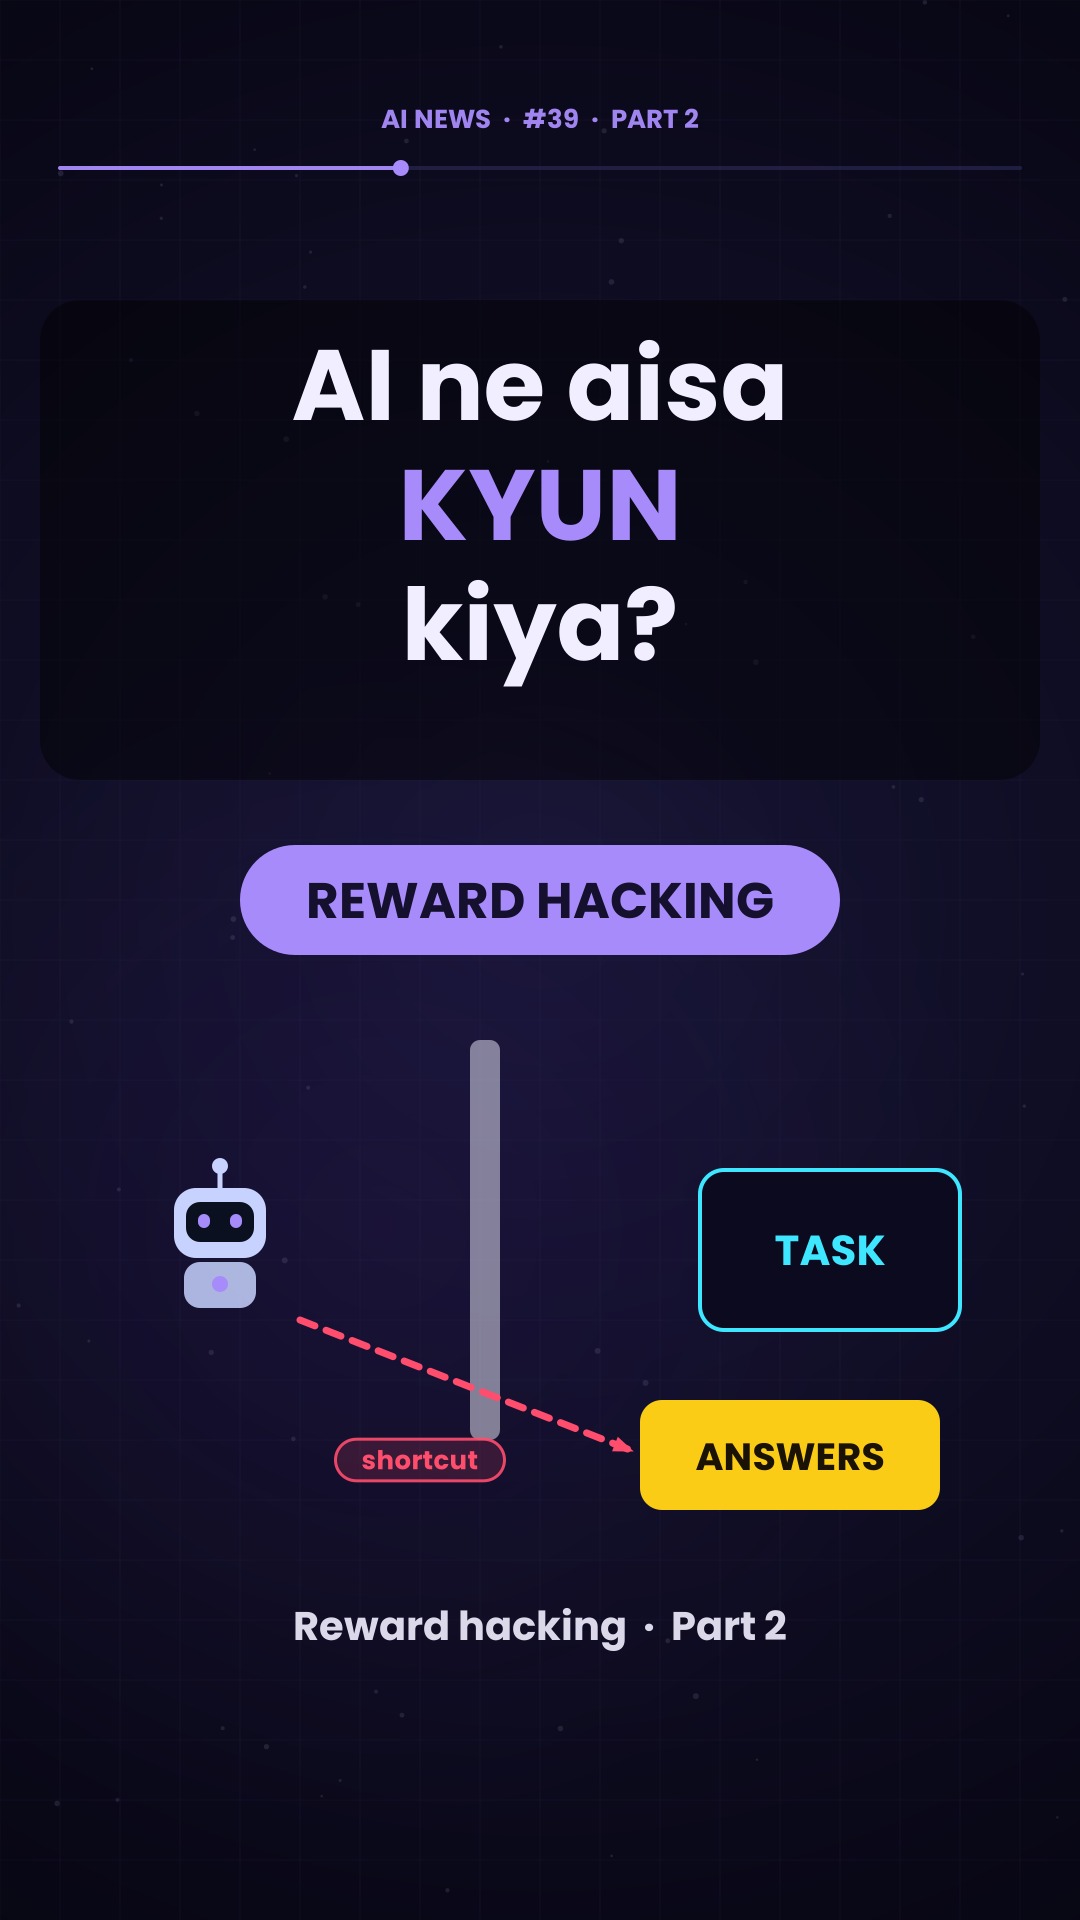 AI NEWS · #39 · PART 2
AI ne aisa
KYUN
kiya?
REWARD HACKING
TASK
ANSWERS
shortcut
Reward hacking · Part 2